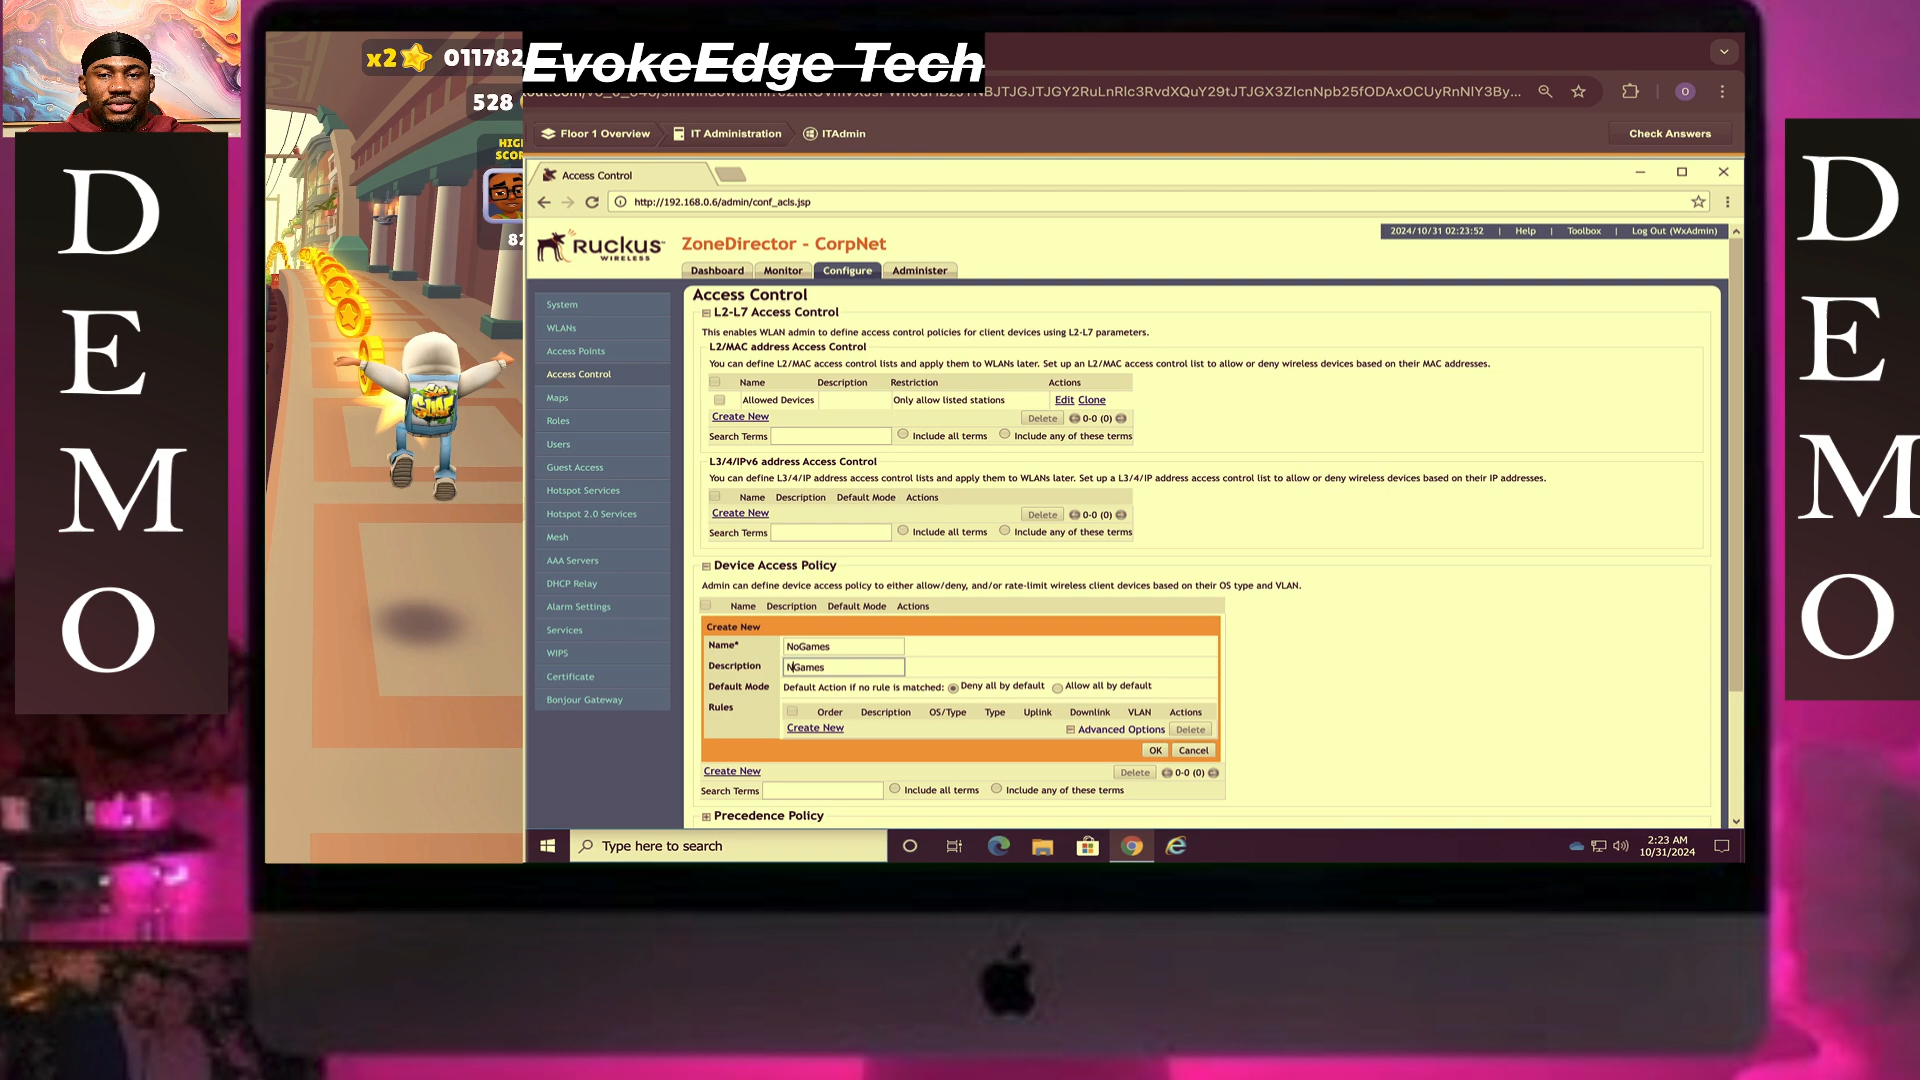 D
E
M
O
x2 011782
528
HIG
SCOR
82
EvokeEdge Tech
Floor 1 Overview
IT Administration
ITAdmin
Check Answers
Access Control
http://192.168.0.6/admin/conf_acls.jsp
RUCKUS
WIRELESS
ZoneDirector - CorpNet
2024/10/31 02:23:52 | Help | Toolbox | Log Out (WxAdmin)
Dashboard Monitor Configure Administer
System
WLANs
Access Points
Access Control
Maps
Roles
Users
Guest Access
Hotspot Services
Hotspot 2.0 Services
Mesh
AAA Servers
DHCP Relay
Alarm Settings
Services
WIPS
Certificate
Bonjour Gateway
Access Control
L2-L7 Access Control
This enables WLAN admin to define access control policies for client devices using L2-L7 parameters.
L2/MAC address Access Control
You can define L2/MAC access control lists and apply them to WLANs later. Set up an L2/MAC access control list to allow or deny wireless devices based on their MAC addresses.
Name Description Restriction Actions
Allowed Devices Only allow listed stations Edit Clone
Create New Delete 0-0 (0)
Search Terms Include all terms Include any of these terms
L3/4/IPv6 address Access Control
You can define L3/4/IP address access control lists and apply them to WLANs later. Set up a L3/4/IP address access control list to allow or deny wireless devices based on their IP addresses.
Name Description Default Mode Actions
Create New Delete 0-0 (0)
Search Terms Include all terms Include any of these terms
Device Access Policy
Admin can define device access policy to either allow/deny, and/or rate-limit wireless client devices based on their OS type and VLAN.
Name Description Default Mode Actions
Create New
Name* NoGames
Description NGames
Default Mode Default Action if no rule is matched: Deny all by default Allow all by default
Rules Order Description OS/Type Type Uplink Downlink VLAN Actions
Create New Advanced Options Delete
OK Cancel
Create New Delete 0-0 (0)
Search Terms Include all terms Include any of these terms
Precedence Policy
Type here to search
2:23 AM
10/31/2024
D
E
M
O